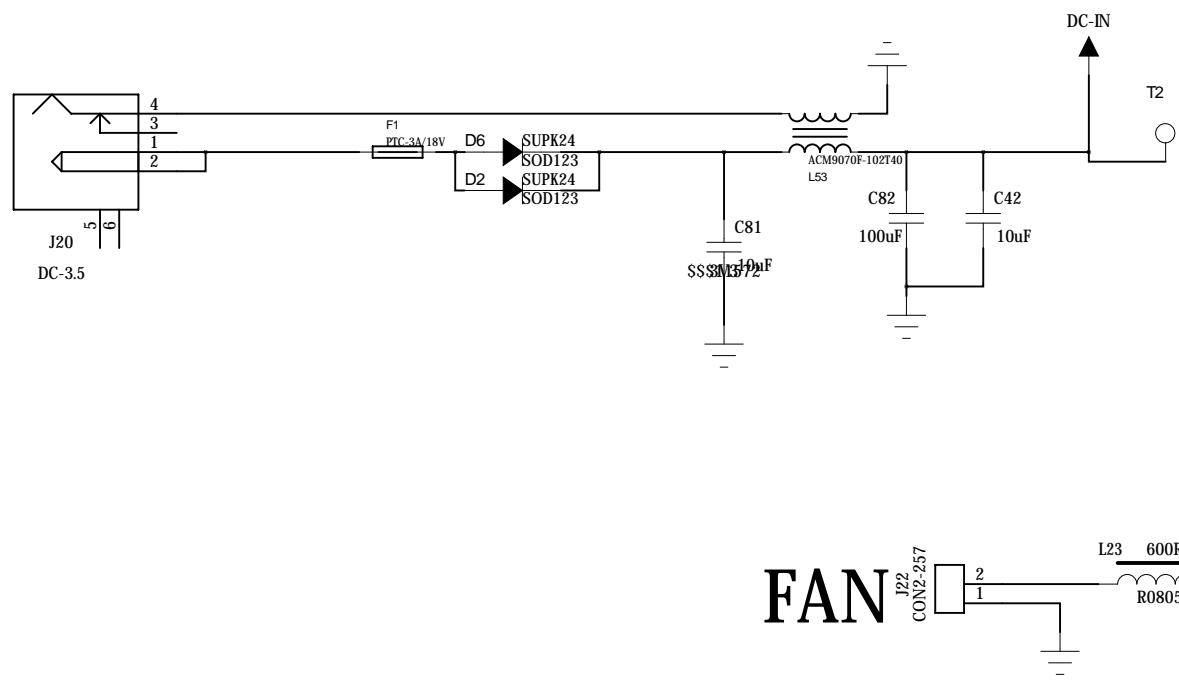 DC-IN
T2
4
3
1
2
5
6
J20
DC-3.5
F1
PTC-3A/18V
D6
SUPK24
SOD123
D2
SUPK24
SOD123
ACM9070F-102T40
L53
C81
10uF
C82
100uF
C42
10uF
FAN
J22
CON2-257
2
1
L23
600R
R0805